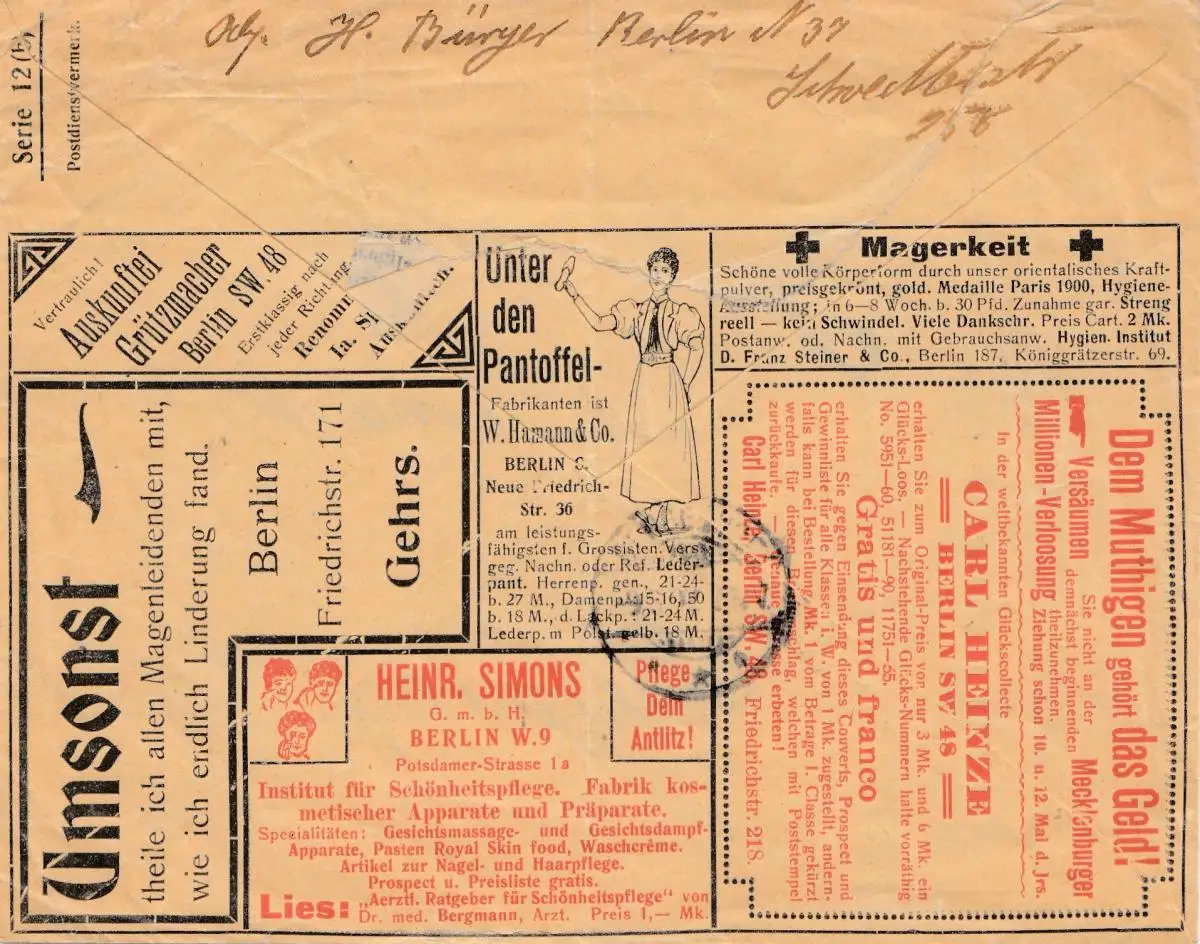 H. Bürger Berlin N 37
Serie 12 (b)
Postdienstvermerk.
Vertraulich!
Auskunftei
Grützmacher
Berlin SW. 48
Erstklassig nach
jeder Richtung.
Renomm
Ia.
Magerkeit
Schöne volle Körperform durch unser orientalisches Kraft-
pulver, preisgekrönt, gold. Medaille Paris 1900, Hygiene-
Ausstellung; in 6—8 Woch. b. 30 Pfd. Zunahme gar. Streng
reell — kein Schwindel. Viele Dankschr. Preis Cart. 2 Mk.
Postanw. od. Nachn. mit Gebrauchsanw. Hygien. Institut
D. Franz Steiner & Co., Berlin 187, Königgrätzerstr. 69.
Unter
den
Pantoffel-
Fabrikanten ist
W. Hamann & Co.
BERLIN
Neue Friedrich-
Str. 36
am leistungs-
fähigsten f. Grossisten. Vers.
geg. Nachn. oder Ref. Leder-
pant. Herrenp. gen., 21-24-
b. 27 M., Damenp.:15-16,50
b. 18 M., d. Lackp.: 21-24 M.
Lederp. m Polst. gelb. 18 M.
Umsonst
theile ich allen Magenleidenden mit,
wie ich endlich Linderung fand.
Berlin
Friedrichstr. 171
Gehrs.
HEINR. SIMONS
G. m. b. H.
BERLIN W. 9
Potsdamer-Strasse 1a
Pflege
Dein
Antlitz!
Institut für Schönheitspflege. Fabrik kos-
metischer Apparate und Präparate.
Specialitäten: Gesichtsmassage- und Gesichtsdampf-
Apparate, Pasten Royal Skin food, Waschcrême.
Artikel zur Nagel- und Haarpflege.
Prospect u. Preisliste gratis.
Lies: „Aerztl. Ratgeber für Schönheitspflege“ von
Dr. med. Bergmann, Arzt. Preis 1,— Mk.
Dem Muthigen gehört das Geld!
Versäumen Sie nicht an der demnächst beginnenden Mecklenburger
Millionen-Verloosung theilzunehmen. Ziehung schon 10. u. 12. Mai d. Jrs.
In der weltbekannten Glückscollecte
CARL HEINZE
BERLIN SW. 48
erhalten Sie zum Original-Preis von nur 3 Mk. und 6 Mk. ein
Glücks-Loos. — Nachstehende Glücks-Nummern halte vorräthig
No. 5951—60, 51181—90, 11751—55.
Gratis und franco
erhalten Sie gegen Einsendung dieses Couverts, Prospect und
Gewinnliste für alle Klassen i. W. von 1 Mk. zugestellt, andern-
falls kann bei Bestellung Mk. 1 vom Betrage 1. Classe gekürzt
werden für diesen welchen mit Poststempel
zurückkaufe. — erbeten!
Carl Heinze, Berlin SW. 48 Friedrichstr. 218.